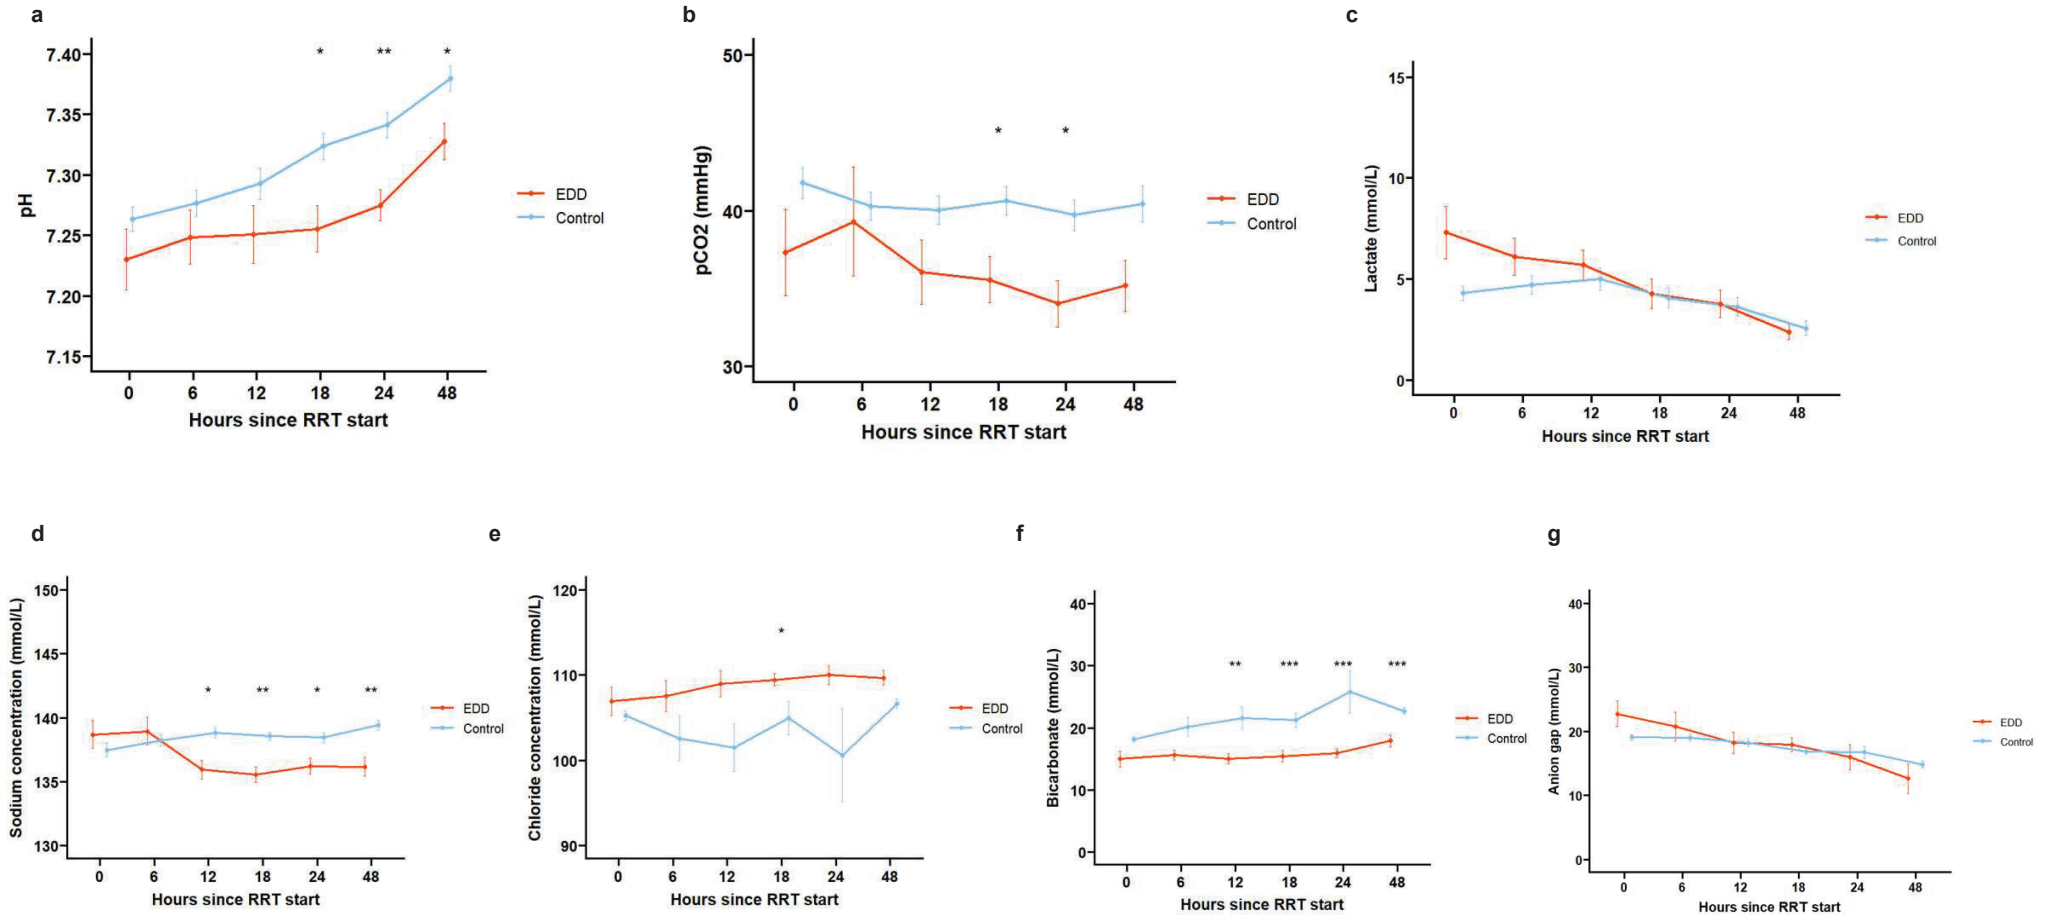 a
pH
7.40
7.35
7.30
7.25
7.20
7.15
* ** *
0 6 12 18 24 48
Hours since RRT start
EDD
Control
b
pCO2 (mmHg)
50
40
30
* *
0 6 12 18 24 48
Hours since RRT start
EDD
Control
c
Lactate (mmol/L)
15
10
5
0
0 6 12 18 24 48
Hours since RRT start
EDD
Control
d
Sodium concentration (mmol/L)
150
145
140
135
130
* ** * **
0 6 12 18 24 48
Hours since RRT start
EDD
Control
e
Chloride concentration (mmol/L)
120
110
100
90
*
0 6 12 18 24 48
Hours since RRT start
EDD
Control
f
Bicarbonate (mmol/L)
40
30
20
10
0
** *** *** ***
0 6 12 18 24 48
Hours since RRT start
EDD
Control
g
Anion gap (mmol/L)
40
30
20
10
0
0 6 12 18 24 48
Hours since RRT start
EDD
Control